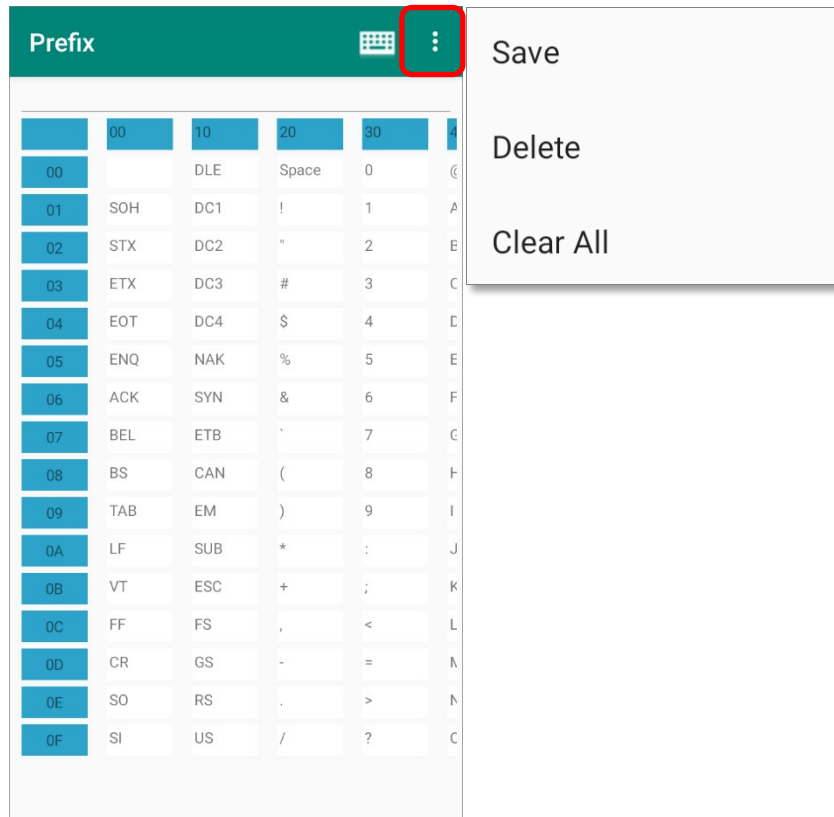 Prefix
Save
Delete
Clear All
00 10 20 30 4
00 DLE Space 0 @
01 SOH DC1 ! 1 A
02 STX DC2 " 2 B
03 ETX DC3 # 3 C
04 EOT DC4 $ 4 D
05 ENQ NAK % 5 E
06 ACK SYN & 6 F
07 BEL ETB ` 7 G
08 BS CAN ( 8 H
09 TAB EM ) 9 I
0A LF SUB * : J
0B VT ESC + ; K
0C FF FS , < L
0D CR GS - =
0E SO RS . > N
0F SI US / ?